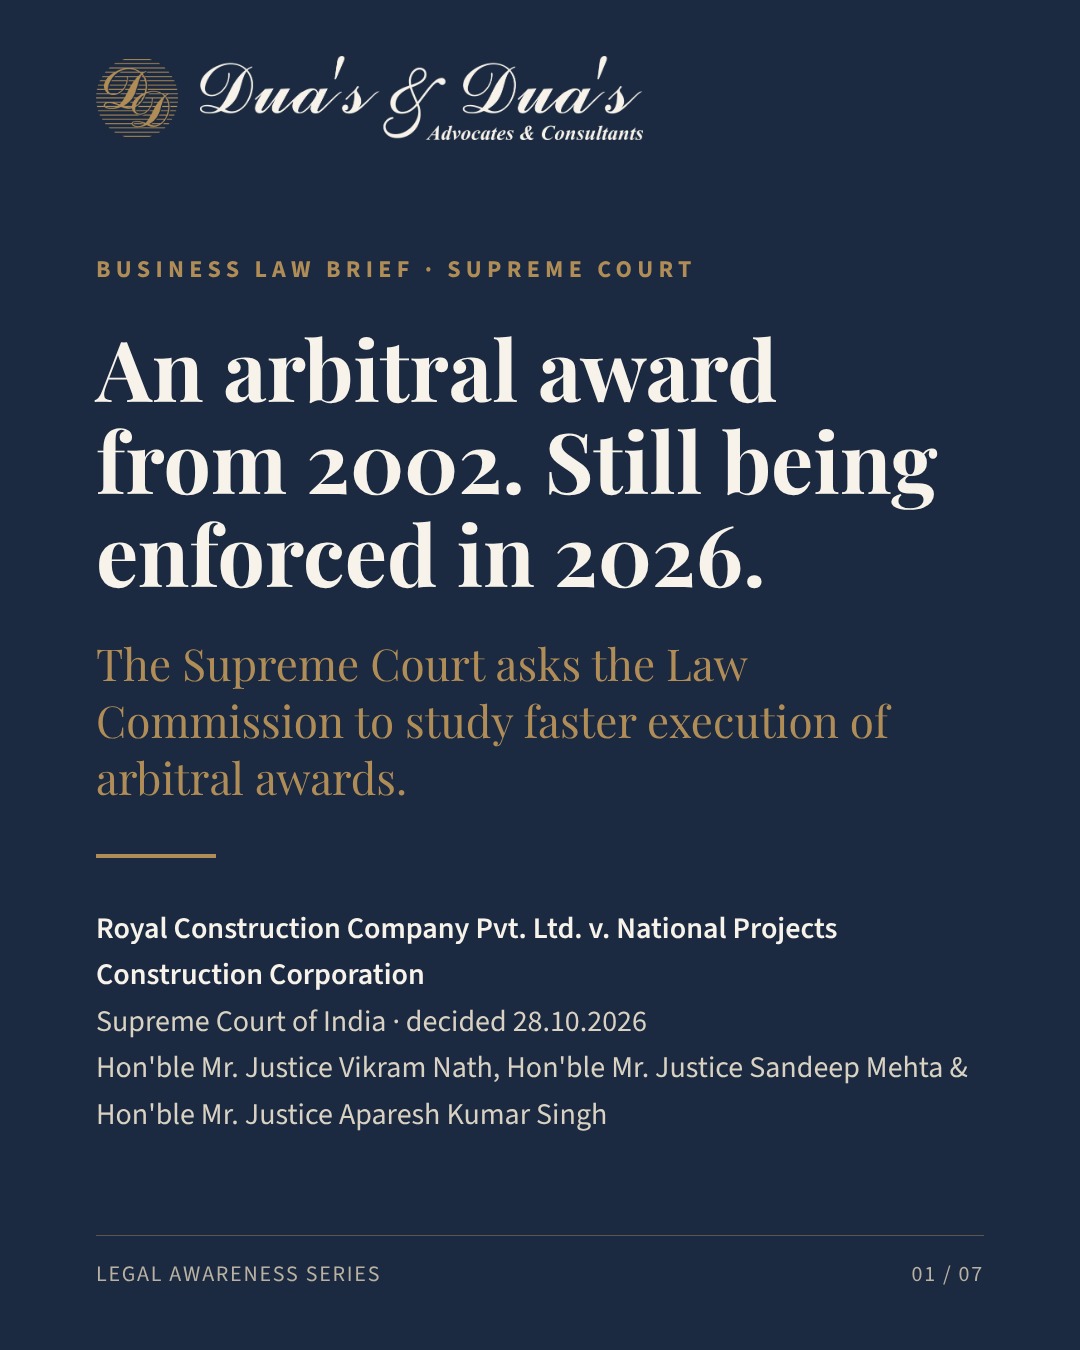 DD
Dua's & Dua's
Advocates & Consultants
BUSINESS LAW BRIEF · SUPREME COURT
An arbitral award
from 2002. Still being
enforced in 2026.
The Supreme Court asks the Law
Commission to study faster execution of
arbitral awards.
Royal Construction Company Pvt. Ltd. v. National Projects
Construction Corporation
Supreme Court of India · decided 28.10.2026
Hon'ble Mr. Justice Vikram Nath, Hon'ble Mr. Justice Sandeep Mehta &
Hon'ble Mr. Justice Aparesh Kumar Singh
LEGAL AWARENESS SERIES
01 / 07